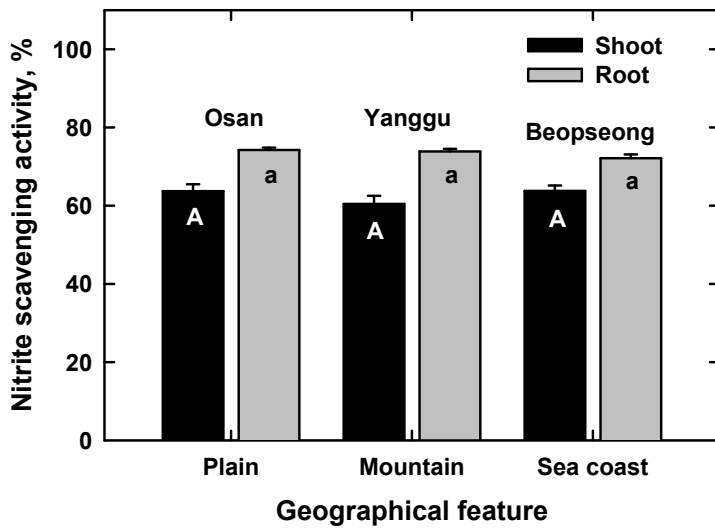 Nitrite scavenging activity, %
100
80
60
40
20
0
Shoot
Root
Osan
Yanggu
Beopseong
A
a
A
a
A
a
Plain
Mountain
Sea coast
Geographical feature